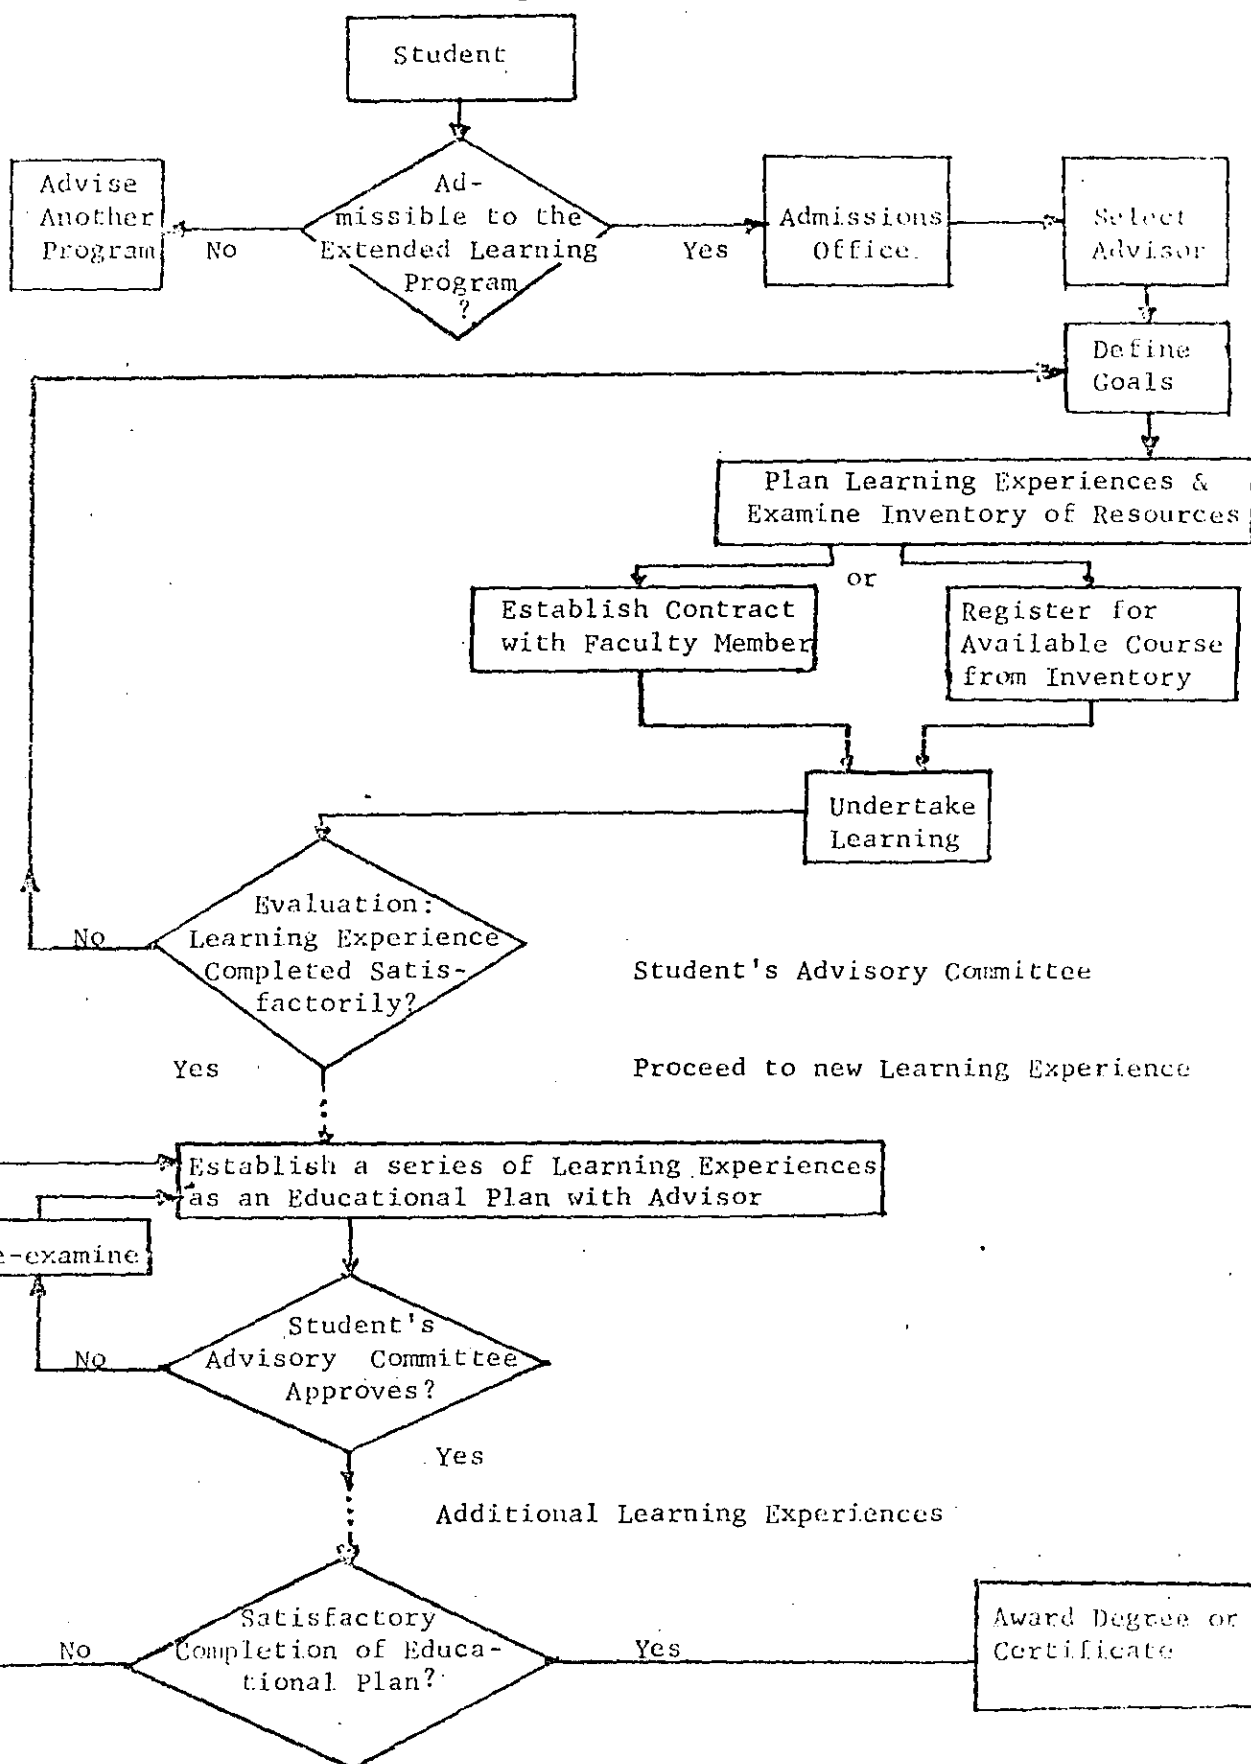 Student
Advise
Another
Program
No
Ad-
missible to the
Extended Learning
Program
?
Yes
Admissions
Office.
Select
Advisor
Define
Goals
Plan Learning Experiences &
Examine Inventory of Resources
or
Establish Contract
with Faculty Member
Register for
Available Course
from Inventory
Undertake
Learning
Evaluation:
Learning Experience
Completed Satis-
factorily?
No
Student's Advisory Committee
Yes
Proceed to new Learning Experience
Establish a series of Learning Experiences
as an Educational Plan with Advisor
e-examine
Student's
Advisory Committee
Approves?
No
Yes
Additional Learning Experiences
Satisfactory
Completion of Educa-
tional Plan?
No
Yes
Award Degree or
Certificate